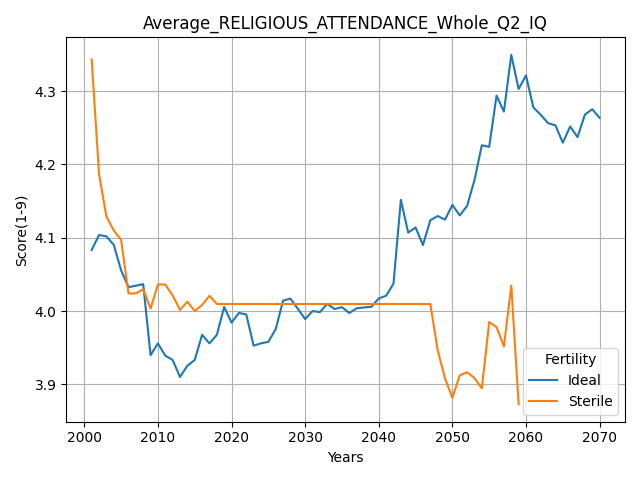 Average_RELIGIOUS_ATTENDANCE_Whole_Q2_IQ
Score(1-9)
4.3
4.2
4.1
4.0
3.9
2000 2010 2020 2030 2040 2050 2060 2070
Years
Fertility
Ideal
Sterile